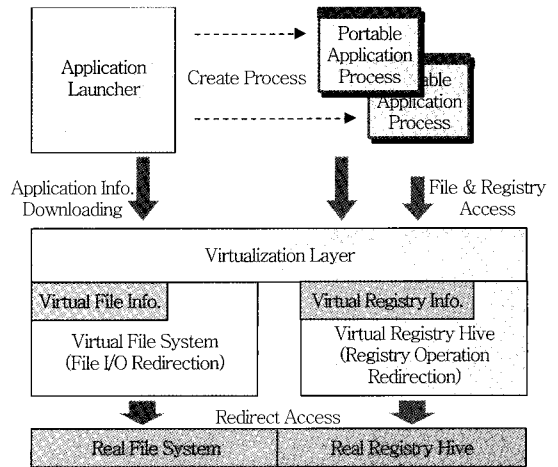 Application
Launcher
Create Process
Portable
Application
Process
Application
Process
Application Info.
Downloading
File & Registry
Access
Virtualization Layer
Virtual File Info.
Virtual File System
(File I/O Redirection)
Virtual Registry Info.
Virtual Registry Hive
(Registry Operation
Redirection)
Redirect Access
Real File System
Real Registry Hive